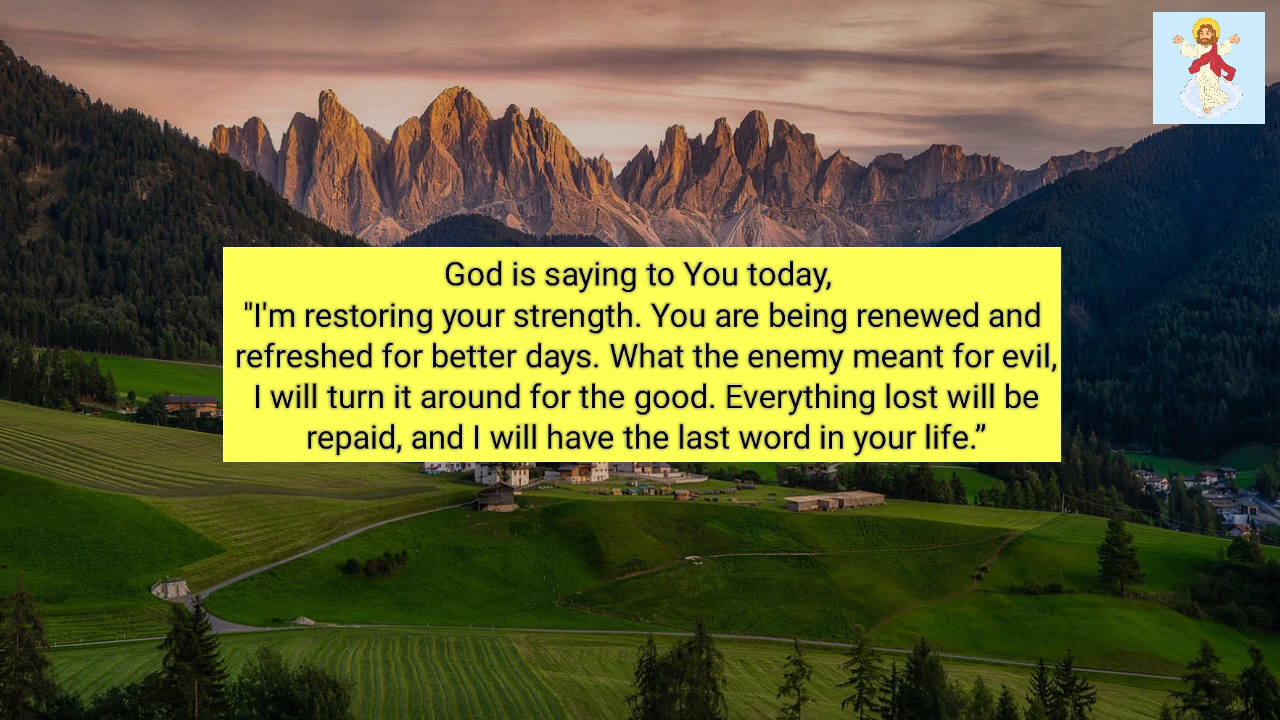 God is saying to You today,
"I'm restoring your strength. You are being renewed and
refreshed for better days. What the enemy meant for evil,
I will turn it around for the good. Everything lost will be
repaid, and I will have the last word in your life.”